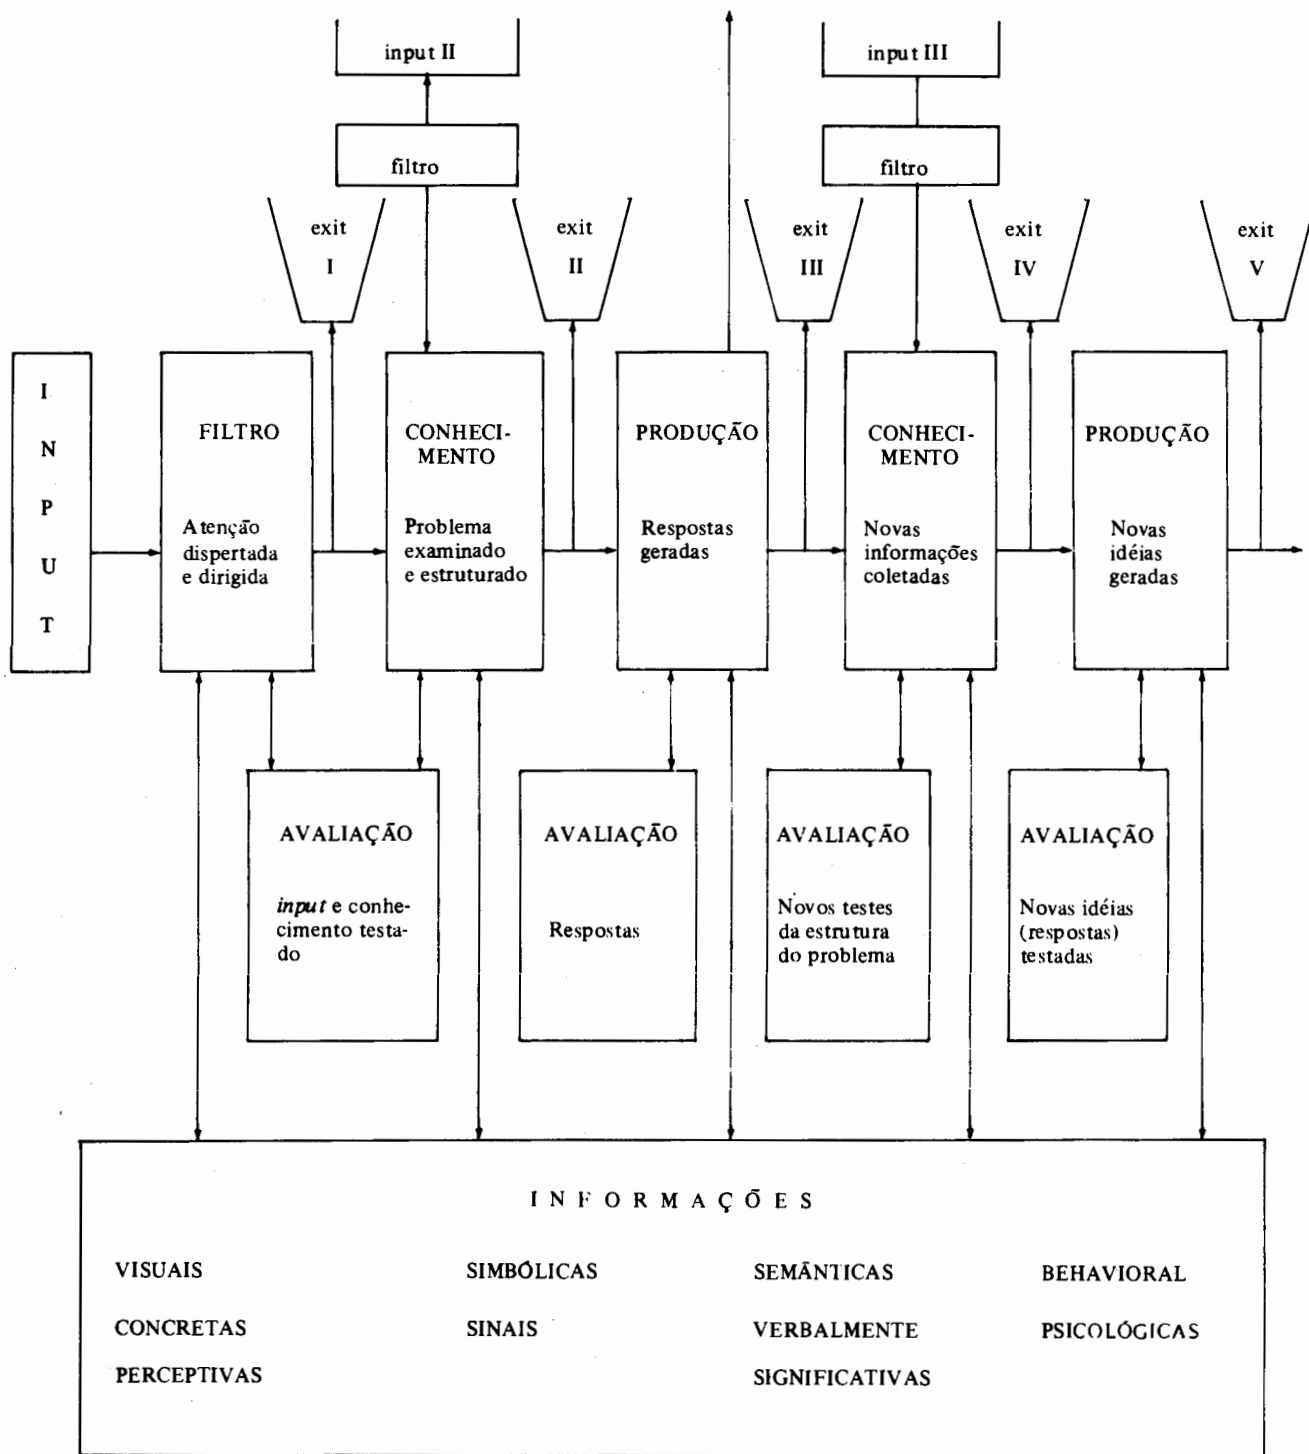 input II
input III
filtro
filtro
exit
I
exit
II
exit
III
exit
IV
exit
V
I
N
P
U
T
FILTRO
Atenção
dispertada
e dirigida
CONHECI-
MENTO
Problema
examinado
e estruturado
PRODUÇÃO
Respostas
geradas
CONHECI-
MENTO
Novas
informações
coletadas
PRODUÇÃO
Novas
idéias
geradas
AVALIAÇÃO
input e conhe-
cimento testa-
do
AVALIAÇÃO
Respostas
AVALIAÇÃO
Novos testes
da estrutura
do problema
AVALIAÇÃO
Novas idéias
(respostas)
testadas
I N F O R M A Ç Õ E S
VISUAIS
CONCRETAS
PERCEPTIVAS
SIMBÓLICAS
SINAIS
SEMÂNTICAS
VERBALMENTE
SIGNIFICATIVAS
BEHAVIORAL
PSICOLÓGICAS